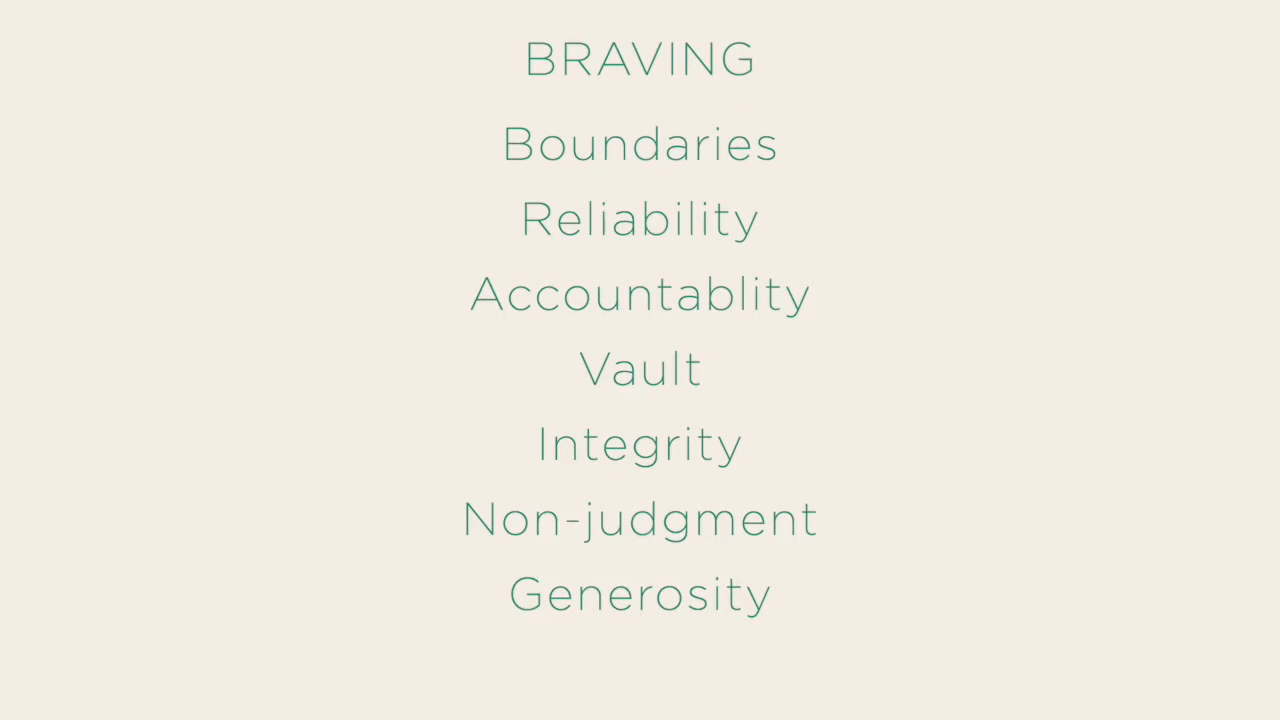 BRAVING
Boundaries
Reliability
Accountablity
Vault
Integrity
Non-judgment
Generosity